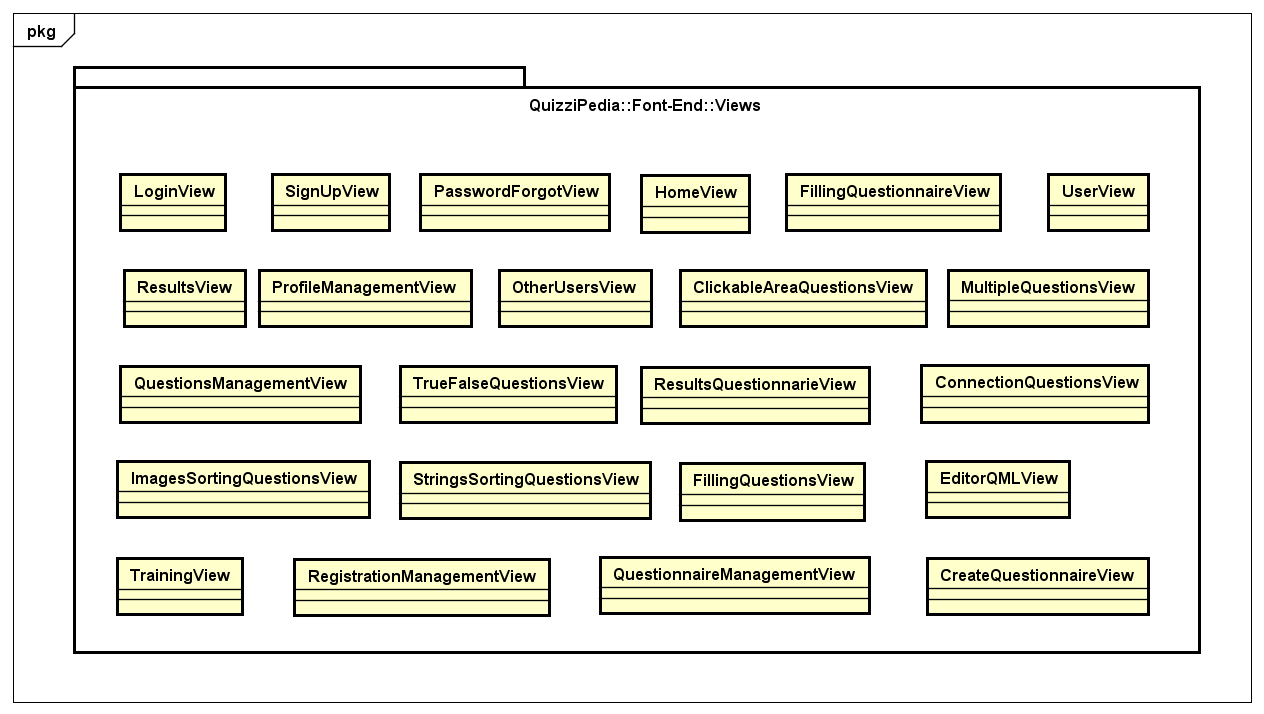 pkg
QuizziPedia::Font-End::Views
LoginView
SignUpView
PasswordForgotView
HomeView
FillingQuestionnaireView
UserView
ResultsView
ProfileManagementView
OtherUsersView
ClickableAreaQuestionsView
MultipleQuestionsView
QuestionsManagementView
TrueFalseQuestionsView
ResultsQuestionnarieView
ConnectionQuestionsView
ImagesSortingQuestionsView
StringsSortingQuestionsView
FillingQuestionsView
EditorQMLView
TrainingView
RegistrationManagementView
QuestionnaireManagementView
CreateQuestionnaireView